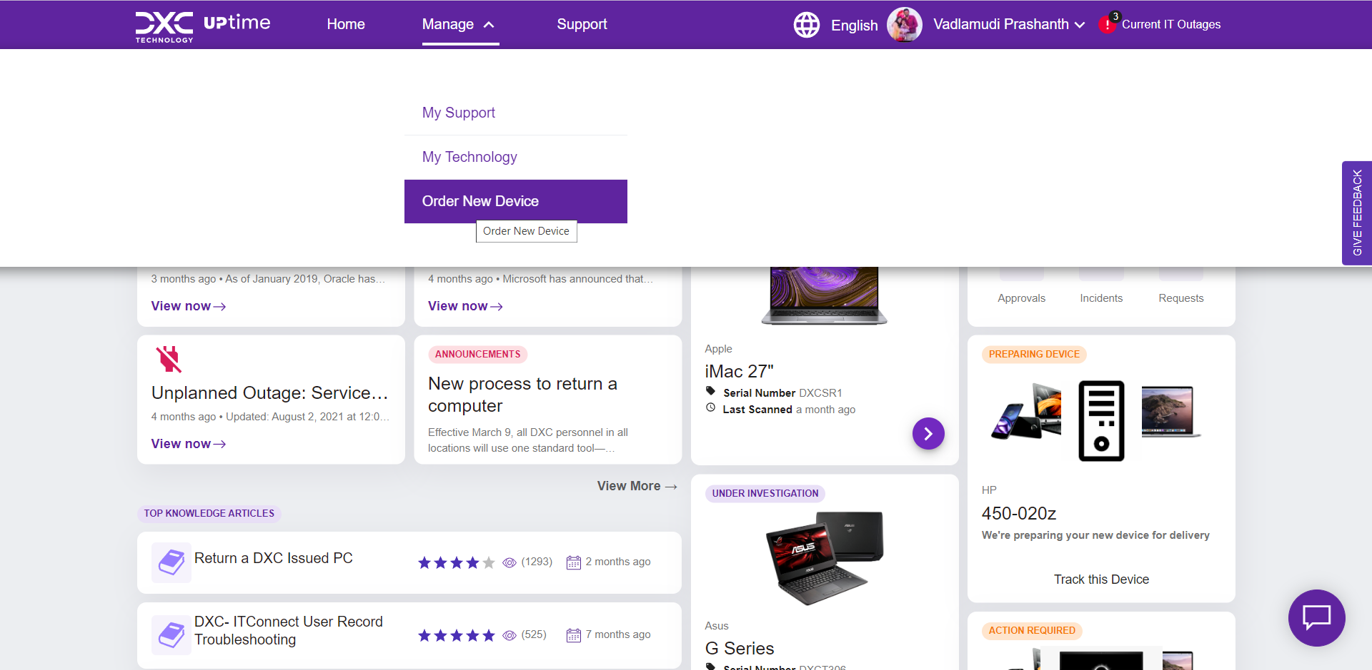 DXC TECHNOLOGY UPtime
Home
Manage
Support
English
Vadlamudi Prashanth
3
Current IT Outages
My Support
My Technology
Order New Device
Order New Device
GIVE FEEDBACK
3 months ago • As of January 2019, Oracle has...
View now→
4 months ago • Microsoft has announced that...
View now→
Unplanned Outage: Service...
4 months ago • Updated: August 2, 2021 at 12:0...
View now→
ANNOUNCEMENTS
New process to return a
computer
Effective March 9, all DXC personnel in all
locations will use one standard tool—...
View More →
TOP KNOWLEDGE ARTICLES
Return a DXC Issued PC
(1293)
2 months ago
DXC- ITConnect User Record
Troubleshooting
(525)
7 months ago
Apple
iMac 27"
Serial Number DXCSR1
Last Scanned a month ago
UNDER INVESTIGATION
ASUS
Asus
G Series
Serial Number DXCT306
Approvals
Incidents
Requests
PREPARING DEVICE
HP
450-020z
We're preparing your new device for delivery
Track this Device
ACTION REQUIRED